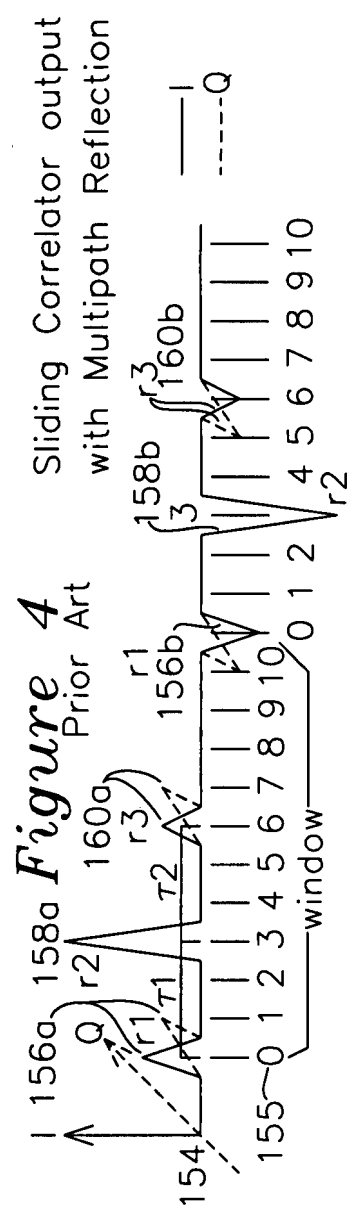 Figure 4
Prior Art
Sliding Correlator output
with Multipath Reflection
I
Q
I
Q
156a
r1
τ1
158a
r2
τ2
160a
r3
r1
156b
158b
r2
r3
160b
154
155
0 1 2 3 4 5 6 7 8 9 10 0 1 2 3 4 5 6 7 8 9 10
window